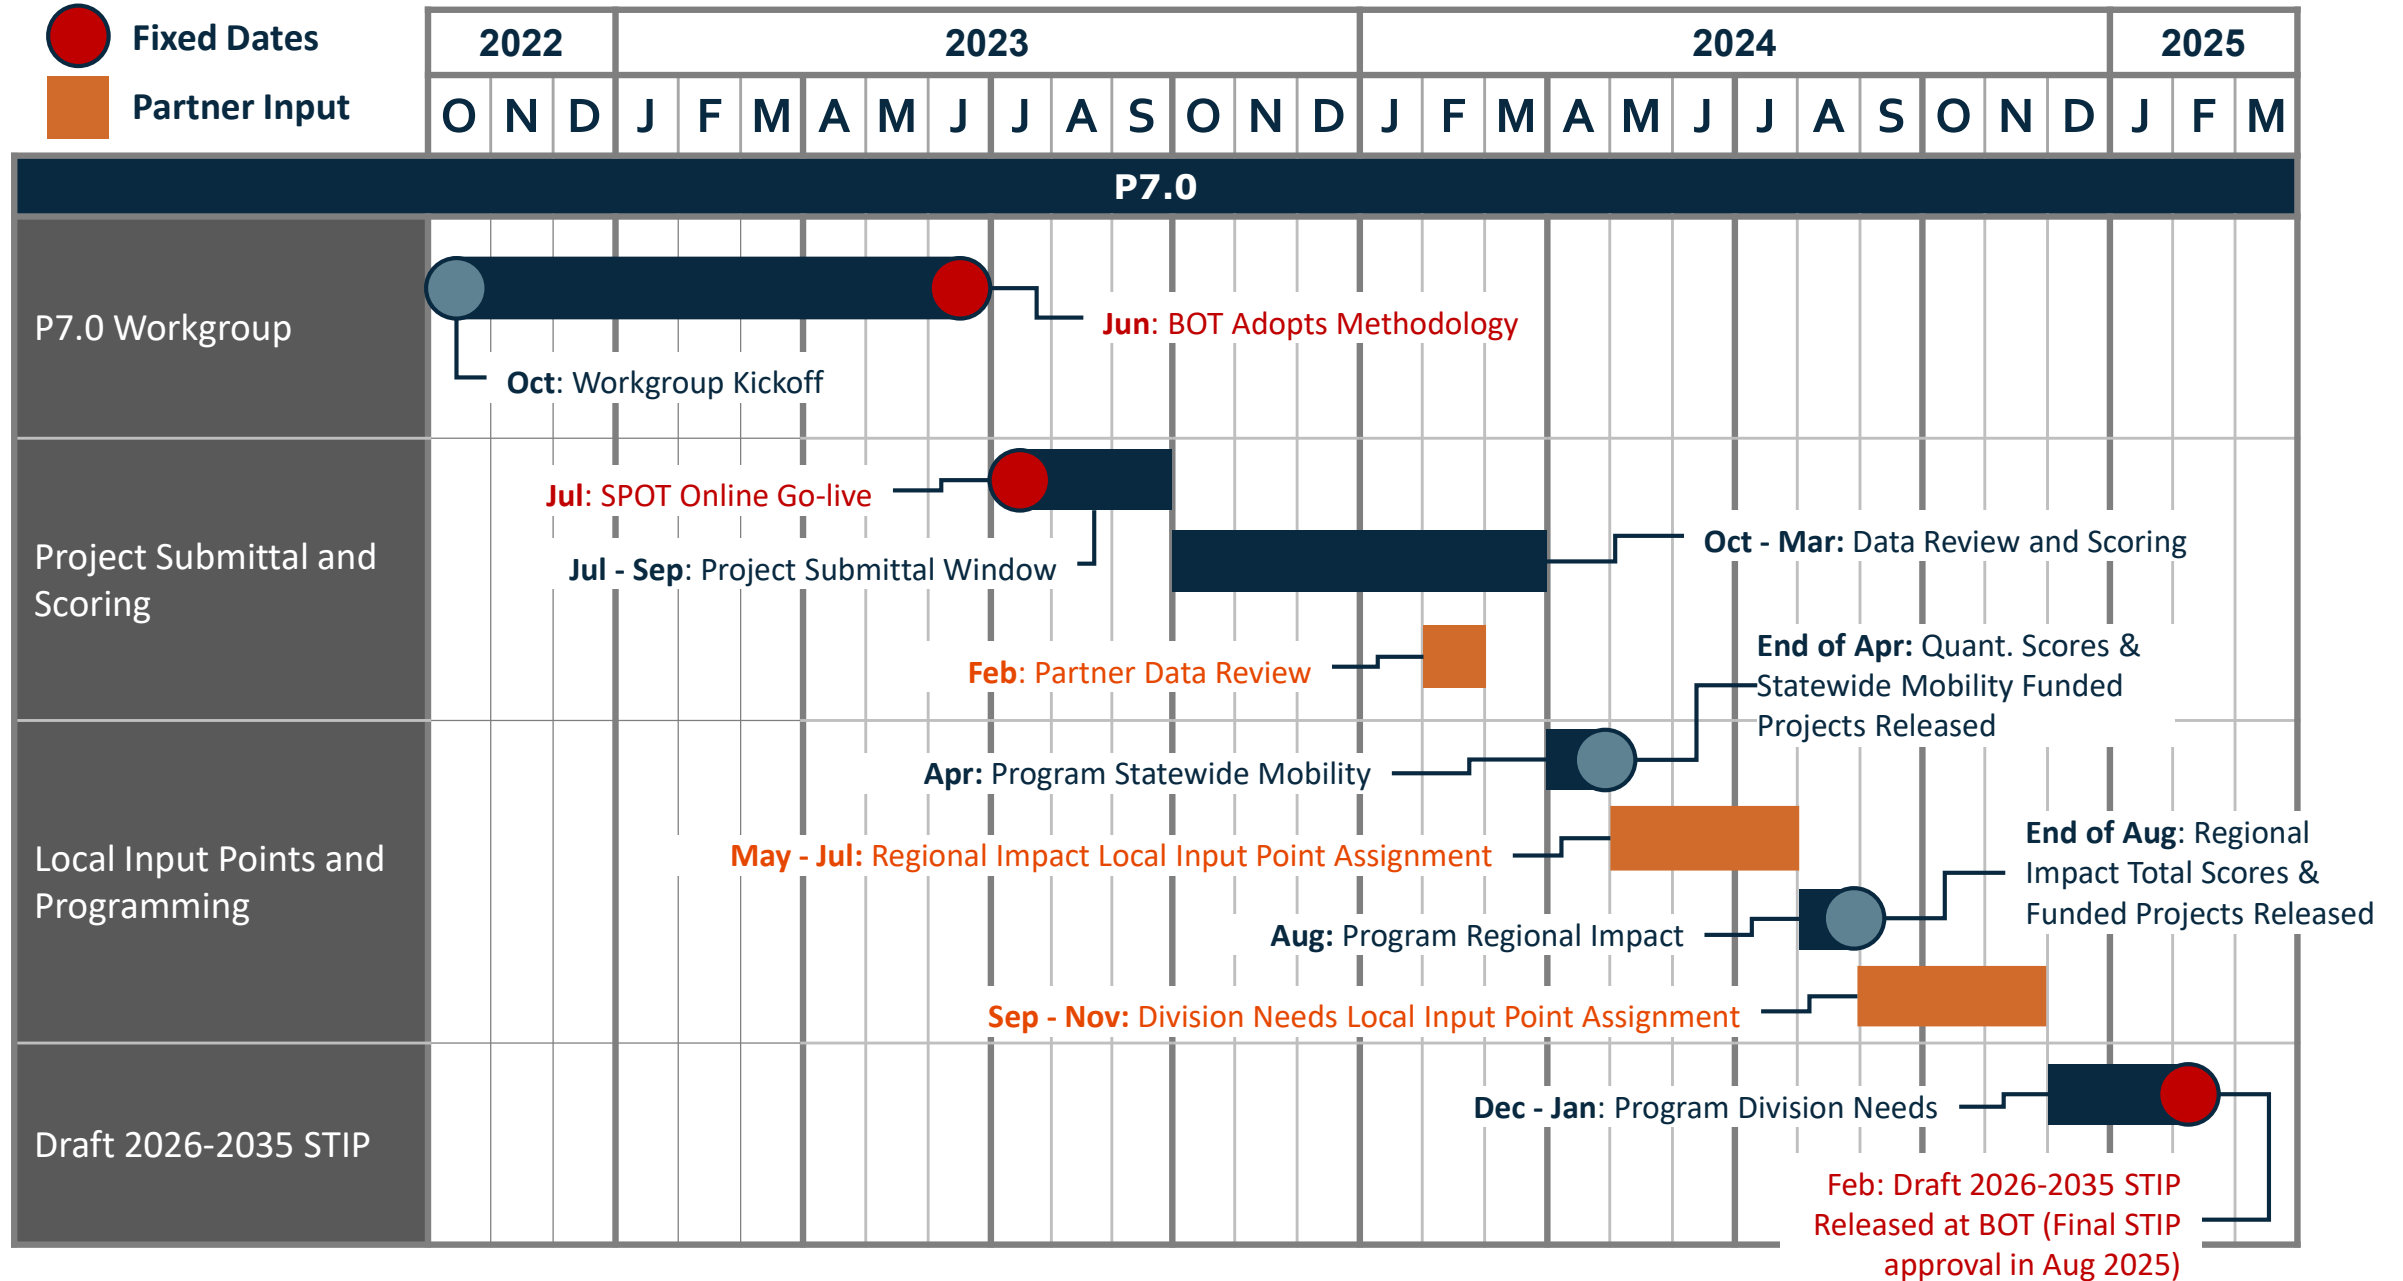 Fixed Dates
Partner Input
2022 2023 2024 2025
O N D J F M A M J J A S O N D J F M A M J J A S O N D J F M
P7.0
P7.0 Workgroup
Jun: BOT Adopts Methodology
Oct: Workgroup Kickoff
Project Submittal and
Scoring
Jul: SPOT Online Go-live
Jul - Sep: Project Submittal Window
Oct - Mar: Data Review and Scoring
Feb: Partner Data Review
End of Apr: Quant. Scores &
Statewide Mobility Funded
Projects Released
Local Input Points and
Programming
Apr: Program Statewide Mobility
May - Jul: Regional Impact Local Input Point Assignment
End of Aug: Regional
Impact Total Scores &
Funded Projects Released
Aug: Program Regional Impact
Sep - Nov: Division Needs Local Input Point Assignment
Draft 2026-2035 STIP
Dec - Jan: Program Division Needs
Feb: Draft 2026-2035 STIP
Released at BOT (Final STIP
approval in Aug 2025)